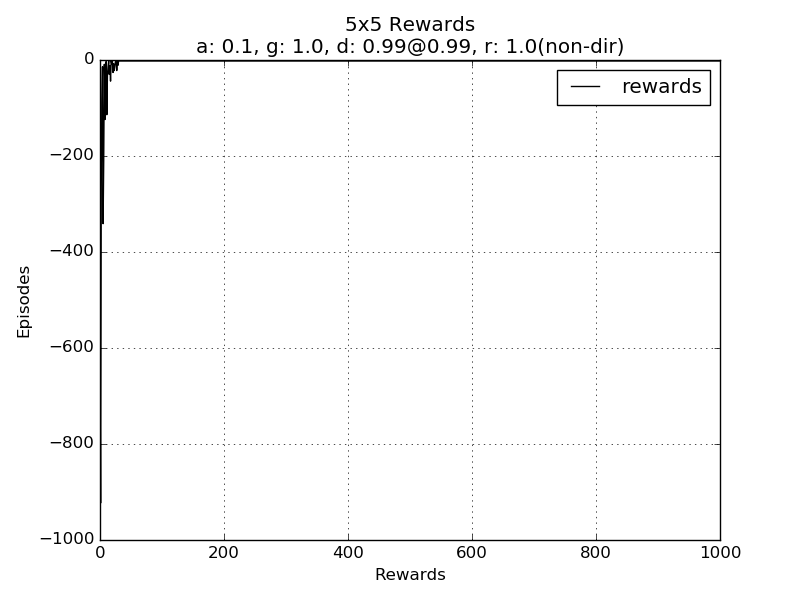 5x5 Rewards
a: 0.1, g: 1.0, d: 0.99@0.99, r: 1.0(non-dir)
rewards
Episodes
0
−200
−400
−600
−800
−1000
0 200 400 600 800 1000
Rewards